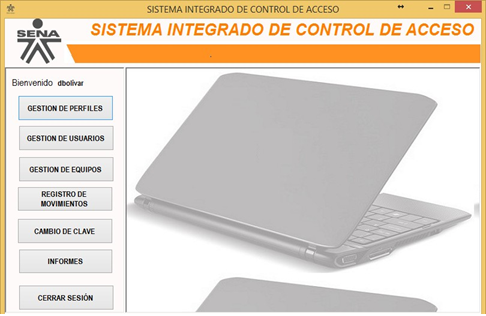 SISTEMA INTEGRADO DE CONTROL DE ACCESO
SENA
SISTEMA INTEGRADO DE CONTROL DE ACCESO
Bienvenido dbolivar
GESTION DE PERFILES
GESTION DE USUARIOS
GESTION DE EQUIPOS
REGISTRO DE
MOVIMIENTOS
CAMBIO DE CLAVE
INFORMES
CERRAR SESIÓN